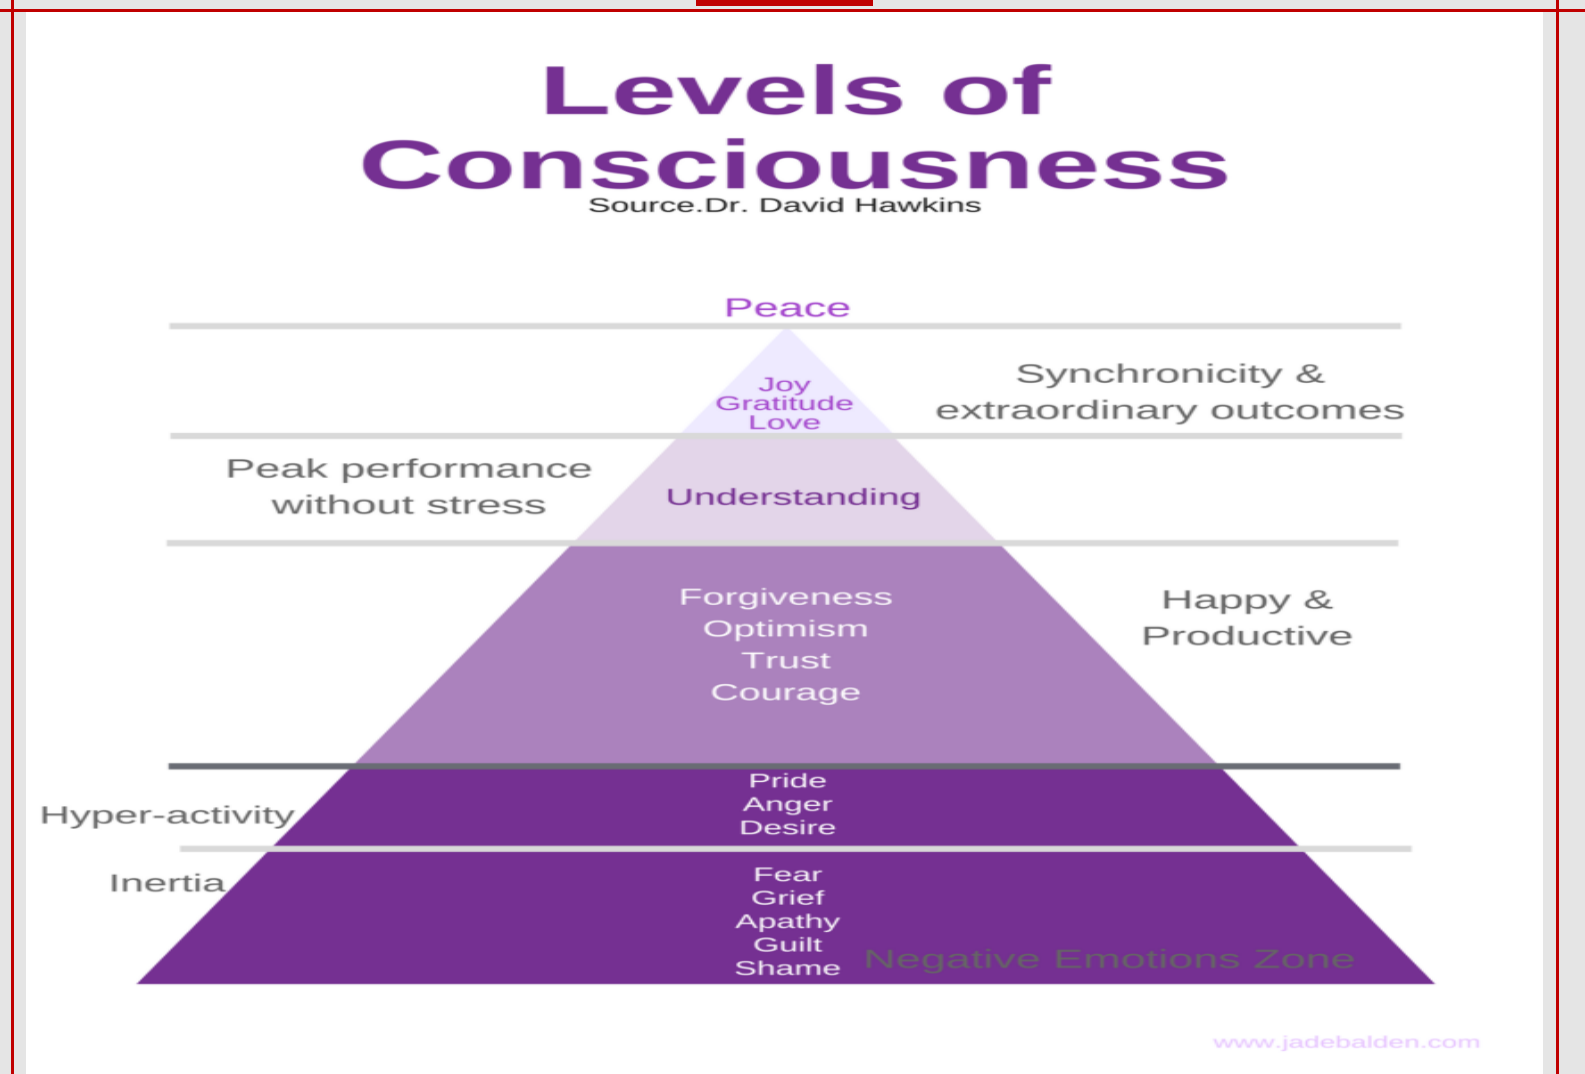 Levels of
Consciousness
Source.Dr. David Hawkins
Peace
Joy
Gratitude
Love
Synchronicity &
extraordinary outcomes
Peak performance
without stress
Understanding
Forgiveness
Optimism
Trust
Courage
Happy &
Productive
Pride
Anger
Desire
Hyper-activity
Inertia
Fear
Grief
Apathy
Guilt
Shame
Negative Emotions Zone
www.jadebalden.com